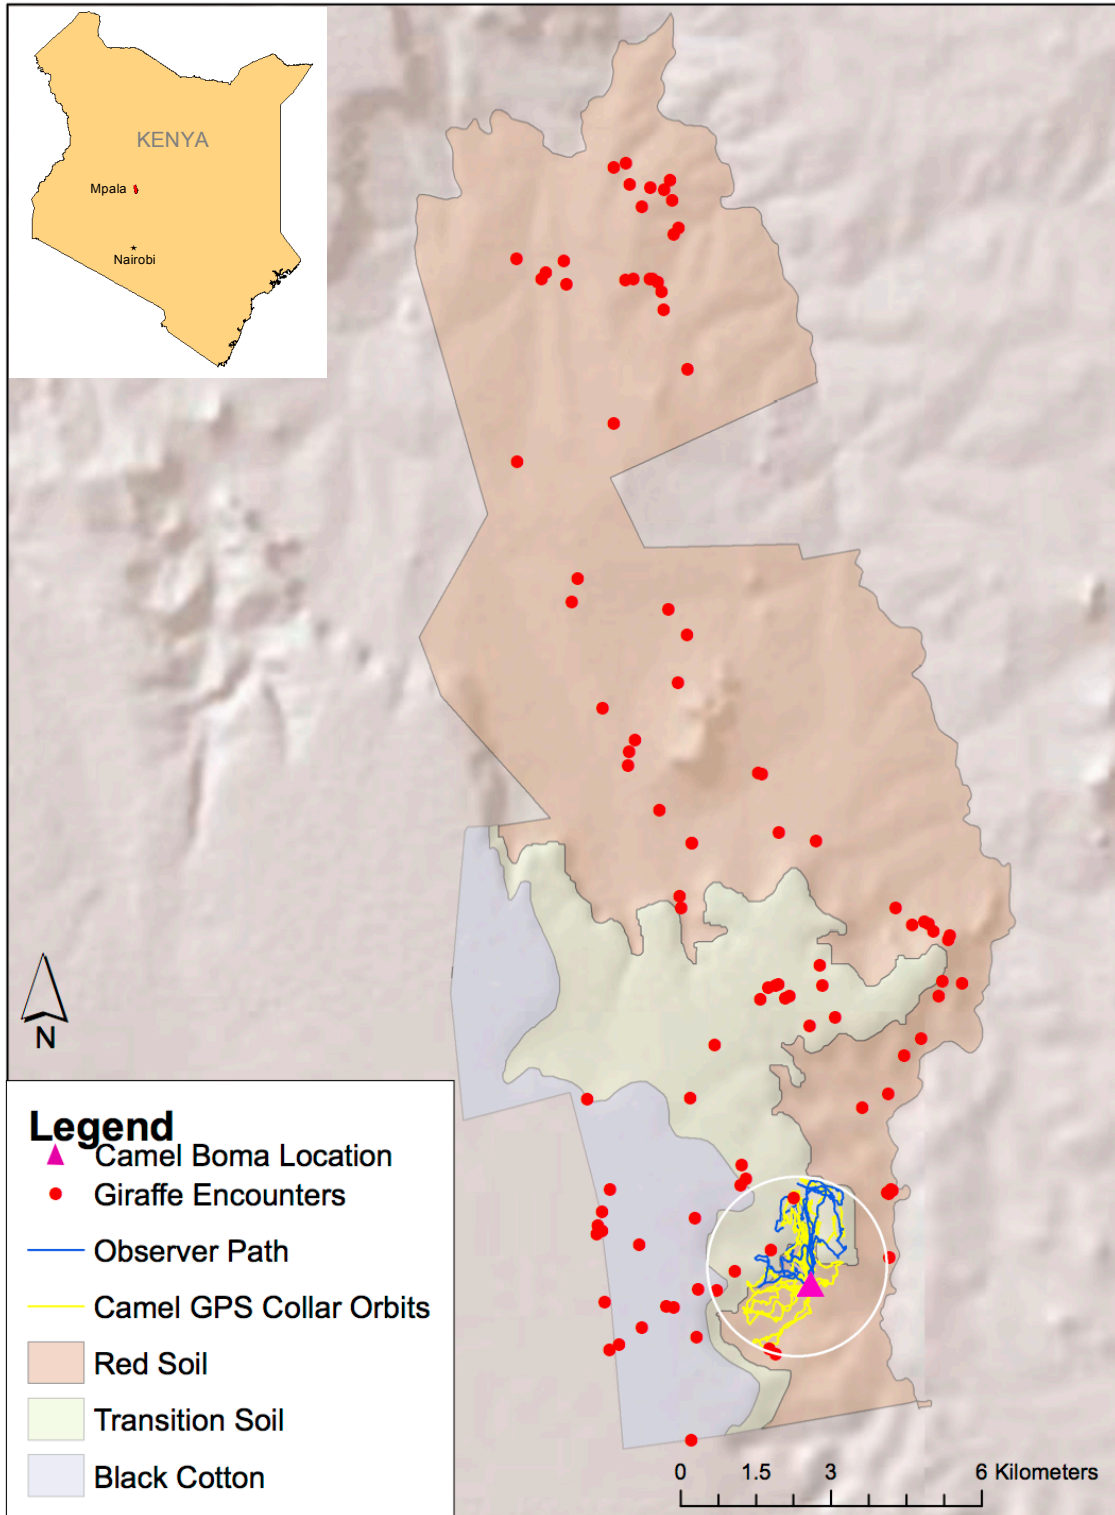 KENYA
Mpala
Nairobi
N
Legend
Camel Boma Location
Giraffe Encounters
Observer Path
Camel GPS Collar Orbits
Red Soil
Transition Soil
Black Cotton
0 1.5 3 6 Kilometers